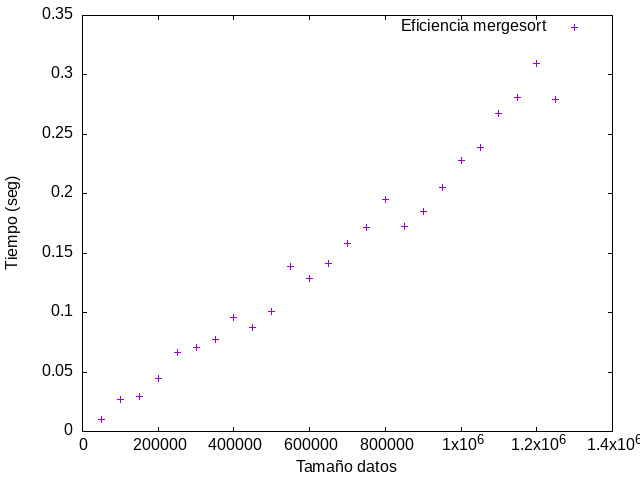 Eficiencia mergesort
0.35
0.3
0.25
0.2
0.15
0.1
0.05
0
Tiempo (seg)
0 200000 400000 600000 800000 1x10⁶ 1.2x10⁶ 1.4x10⁶
Tamaño datos